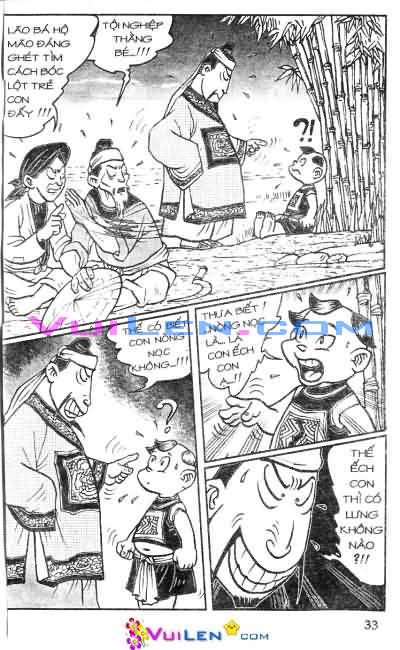 LÃO BÁ HỘ
MÃO ĐÁNG
GHÉT TÌM
CÁCH BÓC
LỘT TRẺ
CON
ĐẤY !!!
TỘI NGHIỆP
THẰNG
BÉ...!!!
?!
THẾ CÓ BIẾT
CON NÒNG
NỌC
KHÔNG...!!!
?
THƯA BIẾT !
NÒNG NỌC
LÀ... LÀ
CON ẾCH
CON
...!!
THẾ
ẾCH
CON
THÌ CÓ
LƯNG
KHÔNG
NÀO
?!!
VuiLen.com
33
VuiLen.com